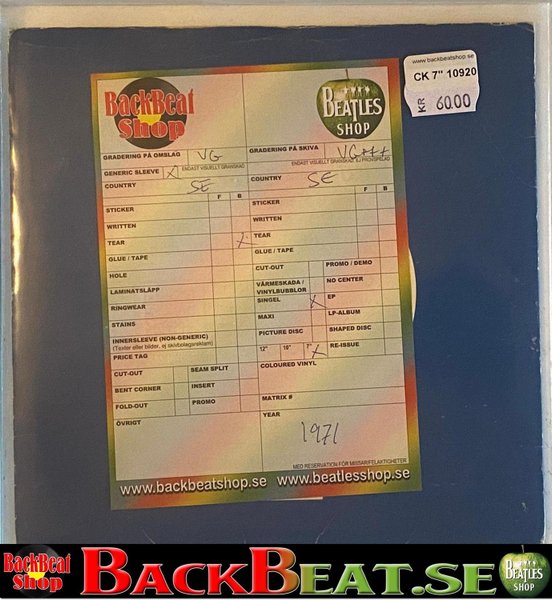 www.backbeatshop.se
CK 7" 10920
KR 60.00
BackBeat
Shop
BEATLES
SHOP
GRADERING PÅ OMSLAG VG
ENDAST VISUELLT GRANSKAD
GENERIC SLEEVE X
COUNTRY SE
F B
STICKER
WRITTEN
TEAR X
GLUE / TAPE
HOLE
LAMINATSLÄPP
RINGWEAR
STAINS
INNERSLEEVE (NON-GENERIC)
(Texter eller bilder, ej skivbolagsreklam)
PRICE TAG
CUT-OUT SEAM SPLIT
BENT CORNER INSERT
FOLD-OUT PROMO
ÖVRIGT
GRADERING PÅ SKIVA VG+++
ENDAST VISUELLT GRANSKAD, EJ PROVSPELAD
COUNTRY SE
F B
STICKER
WRITTEN
TEAR
GLUE / TAPE
CUT-OUT PROMO / DEMO
VÄRMESKADA /
VINYLBUBBLOR NO CENTER
SINGEL X EP
MAXI LP-ALBUM
PICTURE DISC SHAPED DISC
12" 10" 7" X RE-ISSUE
COLOURED VINYL
MATRIX #
YEAR
1971
MED RESERVATION FÖR MISSAR/FELAKTIGHETER
www.backbeatshop.se www.beatlesshop.se
BackBeat
Shop
BACKBEAT.SE
BEATLES
SHOP